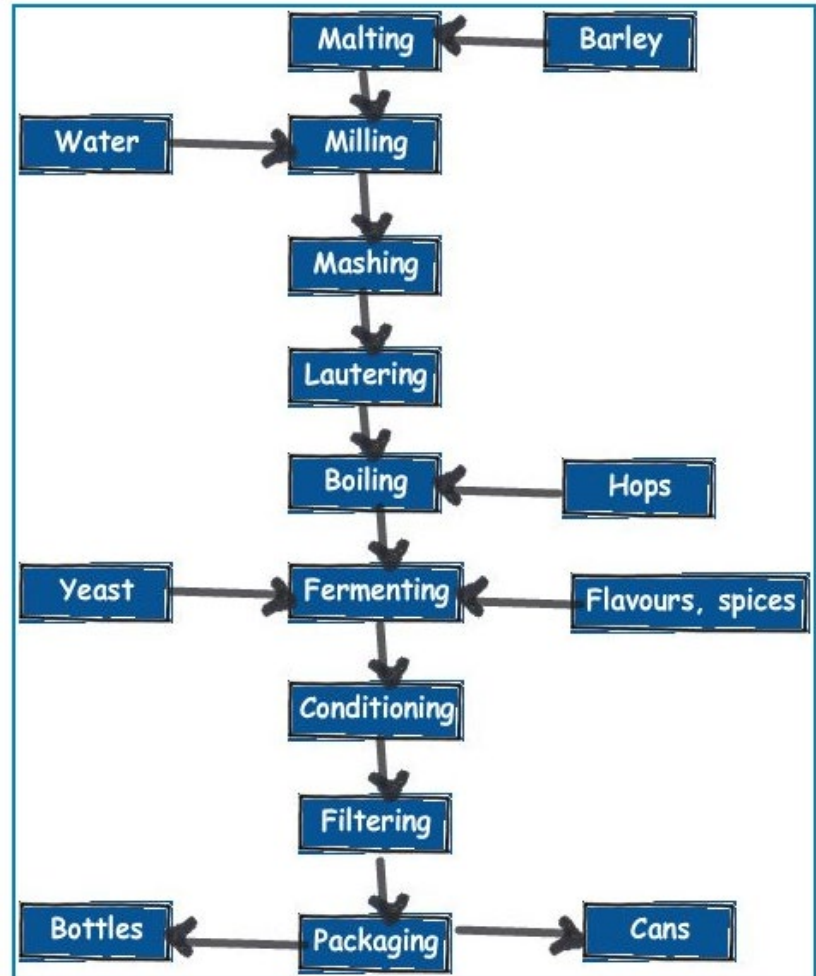 Malting
Barley
Water
Milling
Mashing
Lautering
Boiling
Hops
Yeast
Fermenting
Flavours, spices
Conditioning
Filtering
Bottles
Packaging
Cans